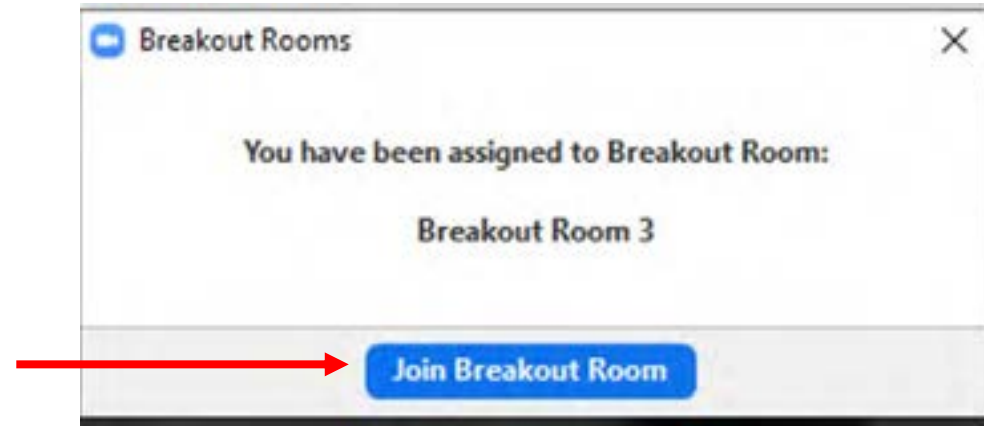 Breakout Rooms
You have been assigned to Breakout Room:
Breakout Room 3
Join Breakout Room